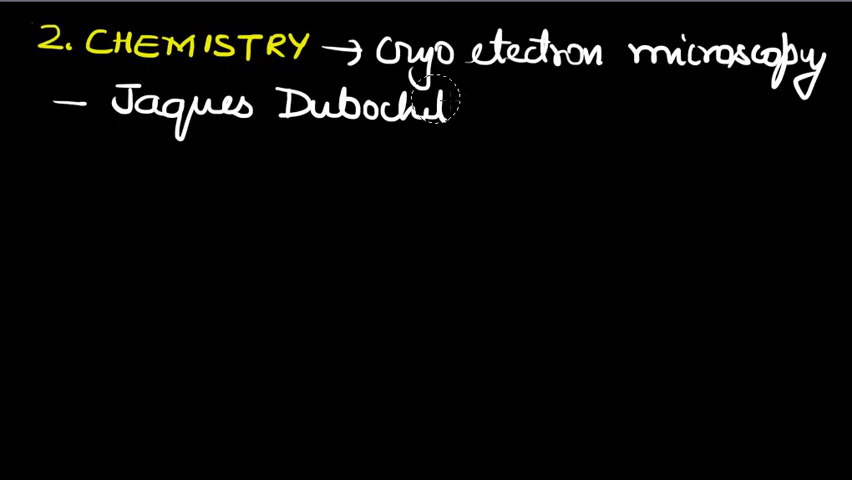 2. CHEMISTRY → cryo etectron microscopy
— Jaques Dubochet